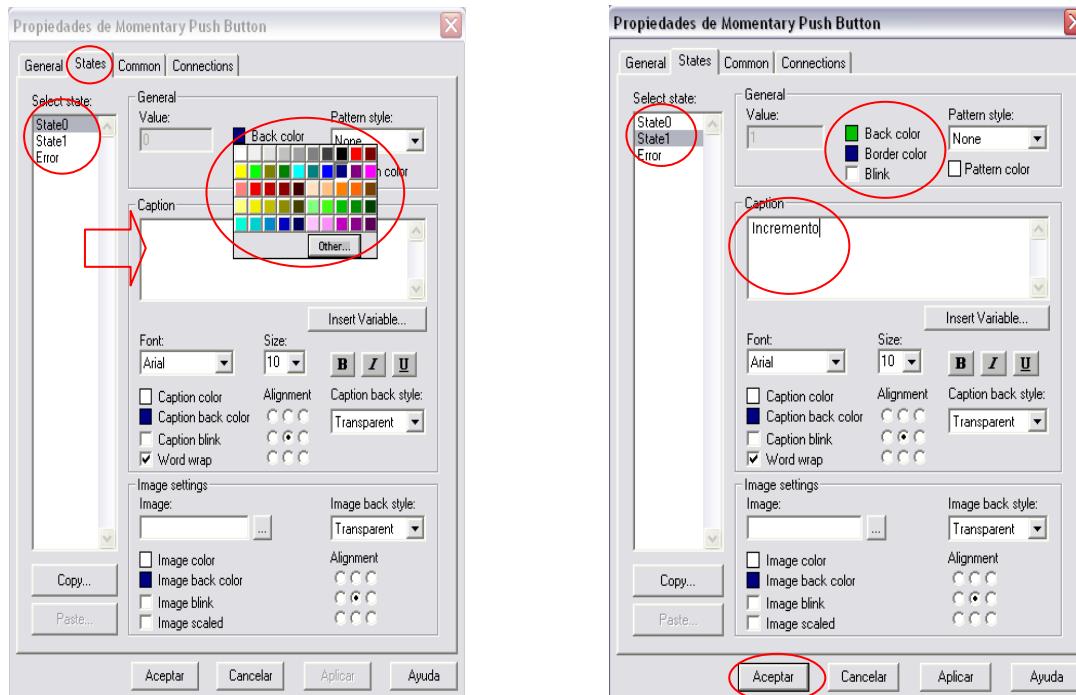 Propiedades de Momentary Push Button
General States Common Connections
Select state:
State0
State1
Error
General
Value:
0
Back color
Pattern style:
None
color
Other...
Caption
Insert Variable...
Font:
Arial
Size:
10
B I U
Caption color
Caption back color
Caption blink
Word wrap
Alignment
Caption back style:
Transparent
Image settings
Image:
...
Image back style:
Transparent
Image color
Image back color
Image blink
Image scaled
Alignment
Copy...
Paste...
Aceptar Cancelar Aplicar Ayuda
Propiedades de Momentary Push Button
General States Common Connections
Select state:
State0
State1
Error
General
Value:
1
Back color
Border color
Blink
Pattern style:
None
Pattern color
Caption
Incremento
Insert Variable...
Font:
Arial
Size:
10
B I U
Caption color
Caption back color
Caption blink
Word wrap
Alignment
Caption back style:
Transparent
Image settings
Image:
...
Image back style:
Transparent
Image color
Image back color
Image blink
Image scaled
Alignment
Copy...
Paste...
Aceptar Cancelar Aplicar Ayuda